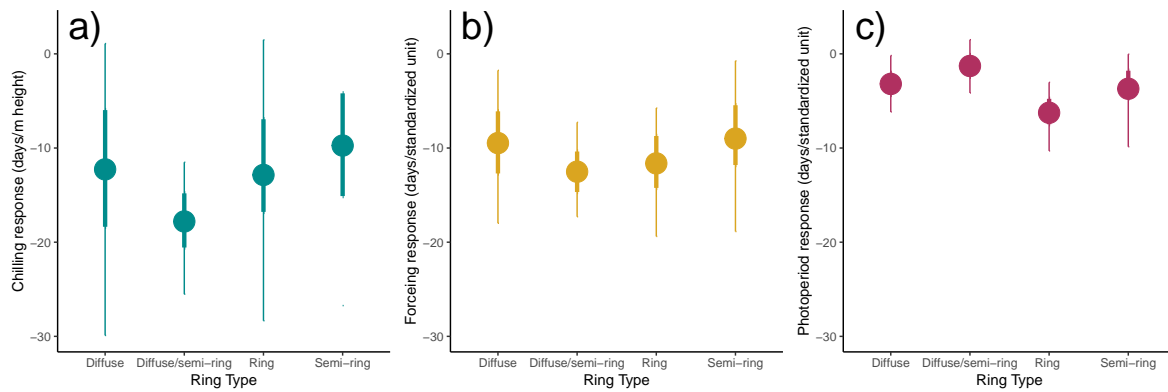 a)
Chilling response (days/m height)
0
−10
−20
−30
Diffuse Diffuse/semi−ring Ring Semi−ring
Ring Type
b)
Forceing response (days/standardized unit)
0
−10
−20
−30
Diffuse Diffuse/semi−ring Ring Semi−ring
Ring Type
c)
Photoperiod response (days/standardized unit)
0
−10
−20
−30
Diffuse Diffuse/semi−ring Ring Semi−ring
Ring Type